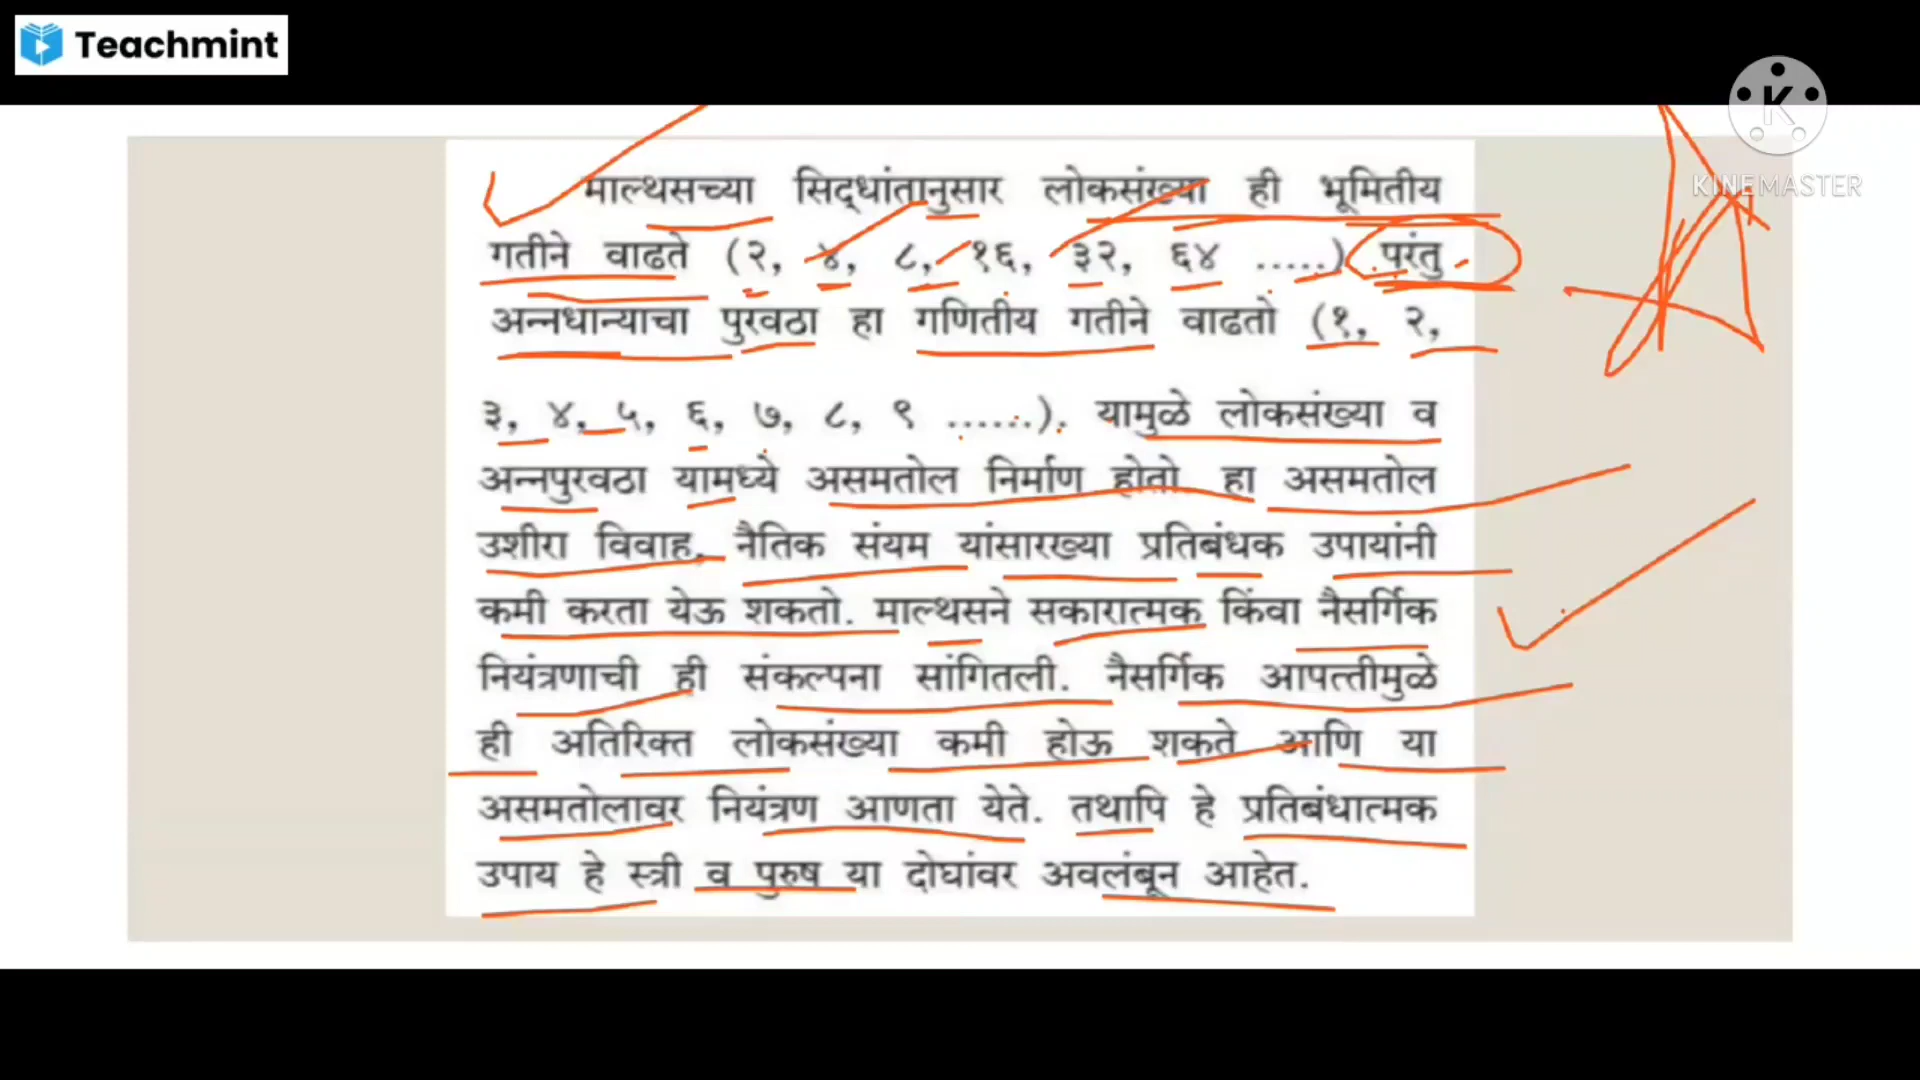 Teachmint
KINEMASTER
माल्थसच्या सिद्धांतानुसार लोकसंख्या ही भूमितीय
गतीने वाढते (२, ४, ८, १६, ३२, ६४ .....) परंतु
अन्नधान्याचा पुरवठा हा गणितीय गतीने वाढतो (१, २,
३, ४, ५, ६, ७, ८, ९ ......). यामुळे लोकसंख्या व
अन्नपुरवठा यामध्ये असमतोल निर्माण होतो. हा असमतोल
उशीरा विवाह, नैतिक संयम यांसारख्या प्रतिबंधक उपायांनी
कमी करता येऊ शकतो. माल्थसने सकारात्मक किंवा नैसर्गिक
नियंत्रणाची ही संकल्पना सांगितली. नैसर्गिक आपत्तीमुळे
ही अतिरिक्त लोकसंख्या कमी होऊ शकते आणि या
असमतोलावर नियंत्रण आणता येते. तथापि हे प्रतिबंधात्मक
उपाय हे स्त्री व पुरुष या दोघांवर अवलंबून आहेत.